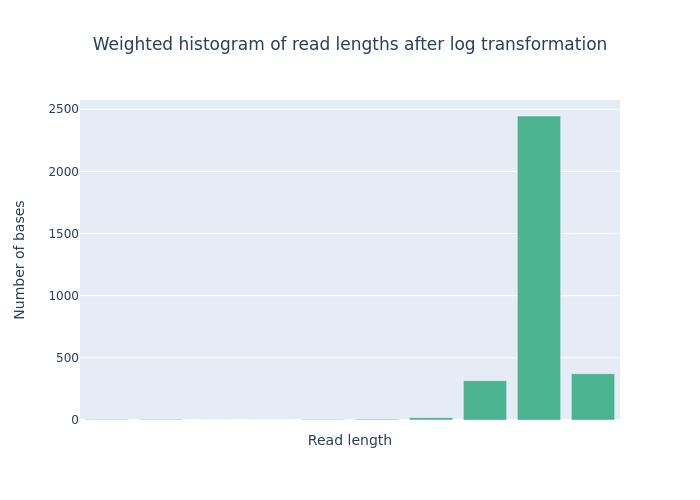 Weighted histogram of read lengths after log transformation
2500
2000
1500
1000
500
0
Number of bases
Read length